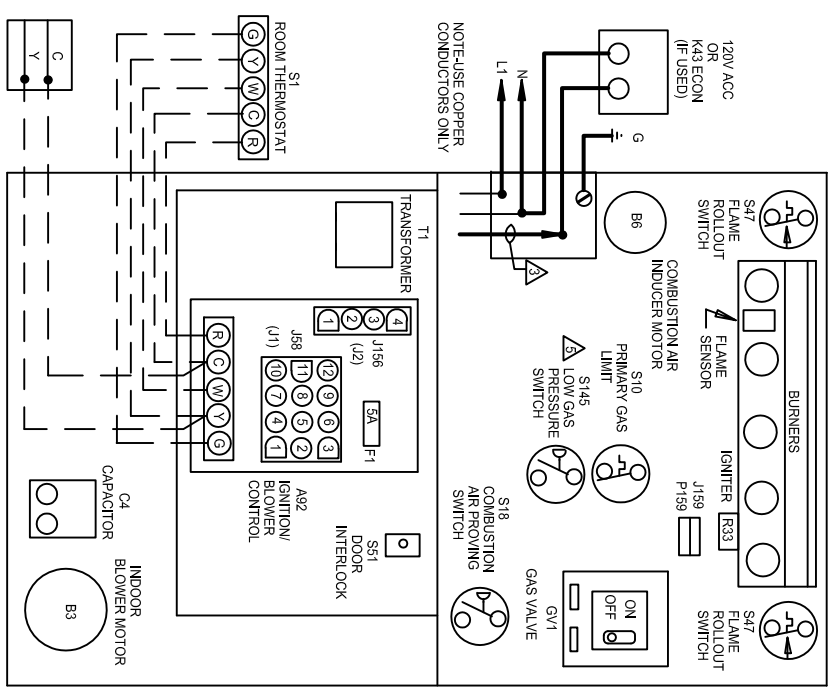 S47
FLAME
ROLLOUT
SWITCH
FLAME
SENSOR
BURNERS
IGNITER
R33
J159
P159
S47
FLAME
ROLLOUT
SWITCH
120V ACC
OR
K43 ECON
(IF USED)
G
B6
COMBUSTION AIR
INDUCER MOTOR
S10
PRIMARY GAS
LIMIT
5
S145
LOW GAS
PRESSURE
SWITCH
S18
COMBUSTION
AIR PROVING
SWITCH
ON
OFF
GV1
GAS VALVE
N
L1
3
NOTE-USE COPPER
CONDUCTORS ONLY
T1
TRANSFORMER
1 2 3 4
J156
(J2)
5A
F1
12 11 10
9 8 7
6 5 4
3 2 1
J58
(J1)
A92
IGNITION/
BLOWER
CONTROL
S51
DOOR
INTERLOCK
R C W Y G
S1
ROOM THERMOSTAT
G Y W C R
C4
CAPACITOR
B3
INDOOR
BLOWER MOTOR
C
Y